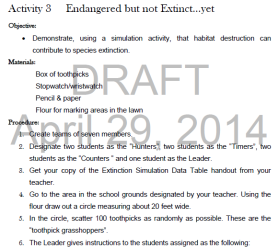 Activity 3 Endangered but not Extinct...yet
Objective:
• Demonstrate, using a simulation activity, that habitat destruction can
contribute to species extinction.
Materials:
Box of toothpicks
Stopwatch/wristwatch
Pencil & paper
Flour for marking areas in the lawn
DRAFT
April 29, 2014
Procedure:
1. Create teams of seven members.
2. Designate two students as the "Hunters", two students as the "Timers", two
students as the "Counters " and one student as the Leader.
3. Get your copy of the Extinction Simulation Data Table handout from your
teacher.
4. Go to the area in the school grounds designated by your teacher. Using the
flour draw out a circle measuring about 20 feet wide.
5. In the circle, scatter 100 toothpicks as randomly as possible. These are the
"toothpick grasshoppers".
6. The Leader gives instructions to the students assigned as the following: